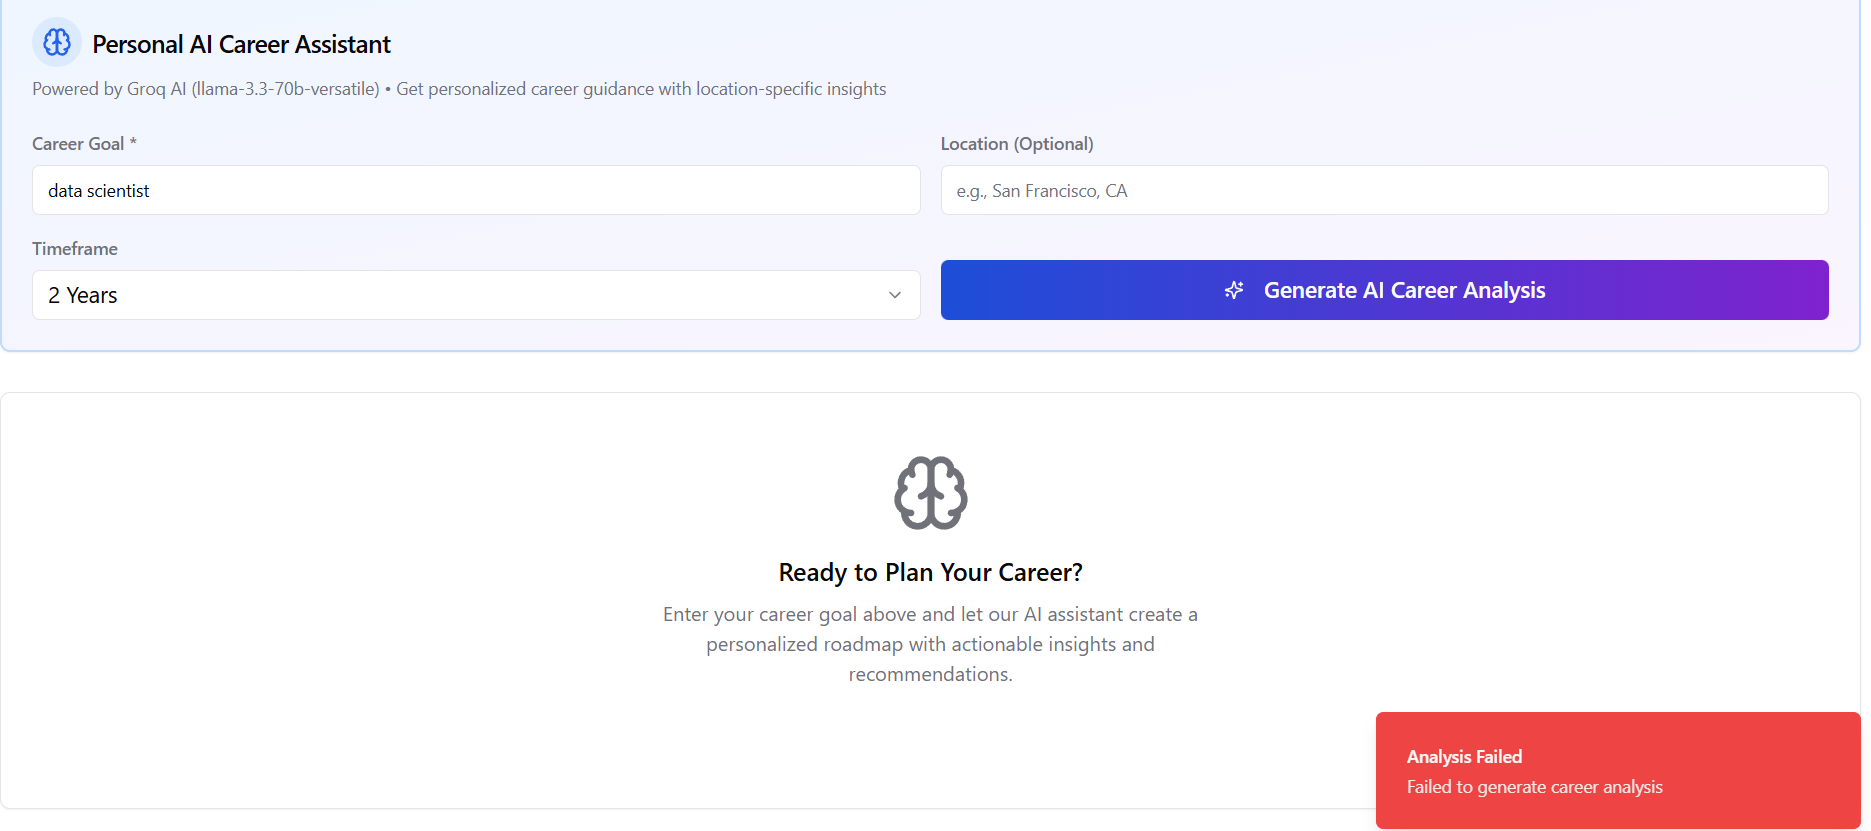 Personal AI Career Assistant
Powered by Groq AI (llama-3.3-70b-versatile) • Get personalized career guidance with location-specific insights
Career Goal *
data scientist
Location (Optional)
e.g., San Francisco, CA
Timeframe
2 Years
Generate AI Career Analysis
Ready to Plan Your Career?
Enter your career goal above and let our AI assistant create a
personalized roadmap with actionable insights and
recommendations.
Analysis Failed
Failed to generate career analysis